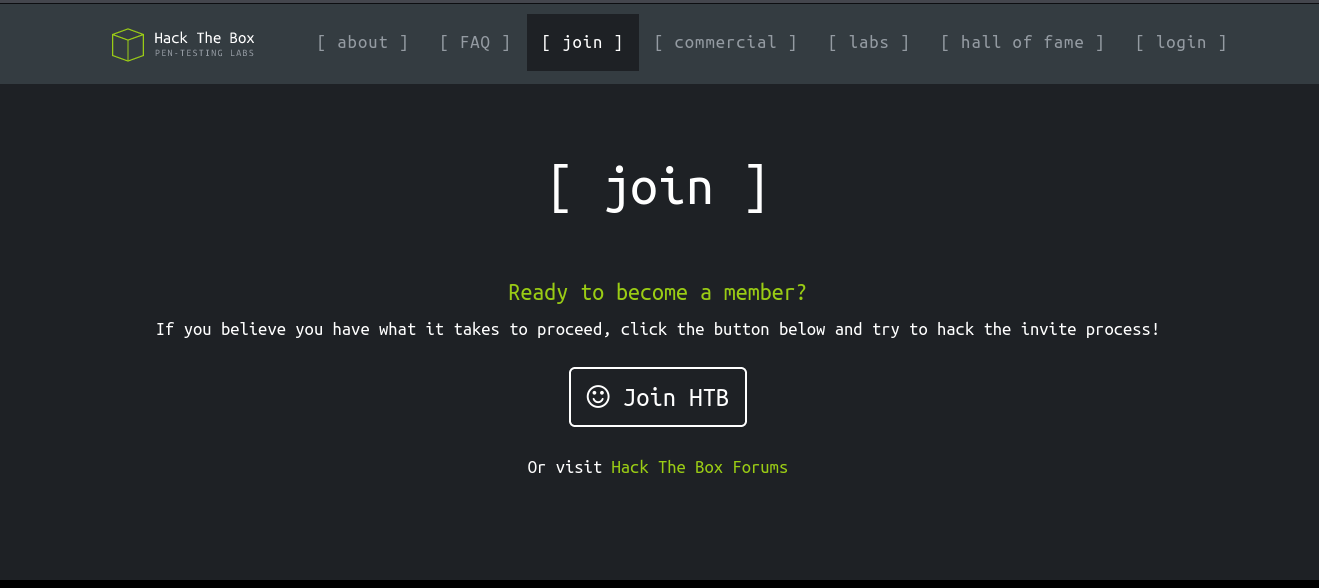 Hack The Box
PEN-TESTING LABS
[ about ] [ FAQ ] [ join ] [ commercial ] [ labs ] [ hall of fame ] [ login ]
[ join ]
Ready to become a member?
If you believe you have what it takes to proceed, click the button below and try to hack the invite process!
Join HTB
Or visit Hack The Box Forums